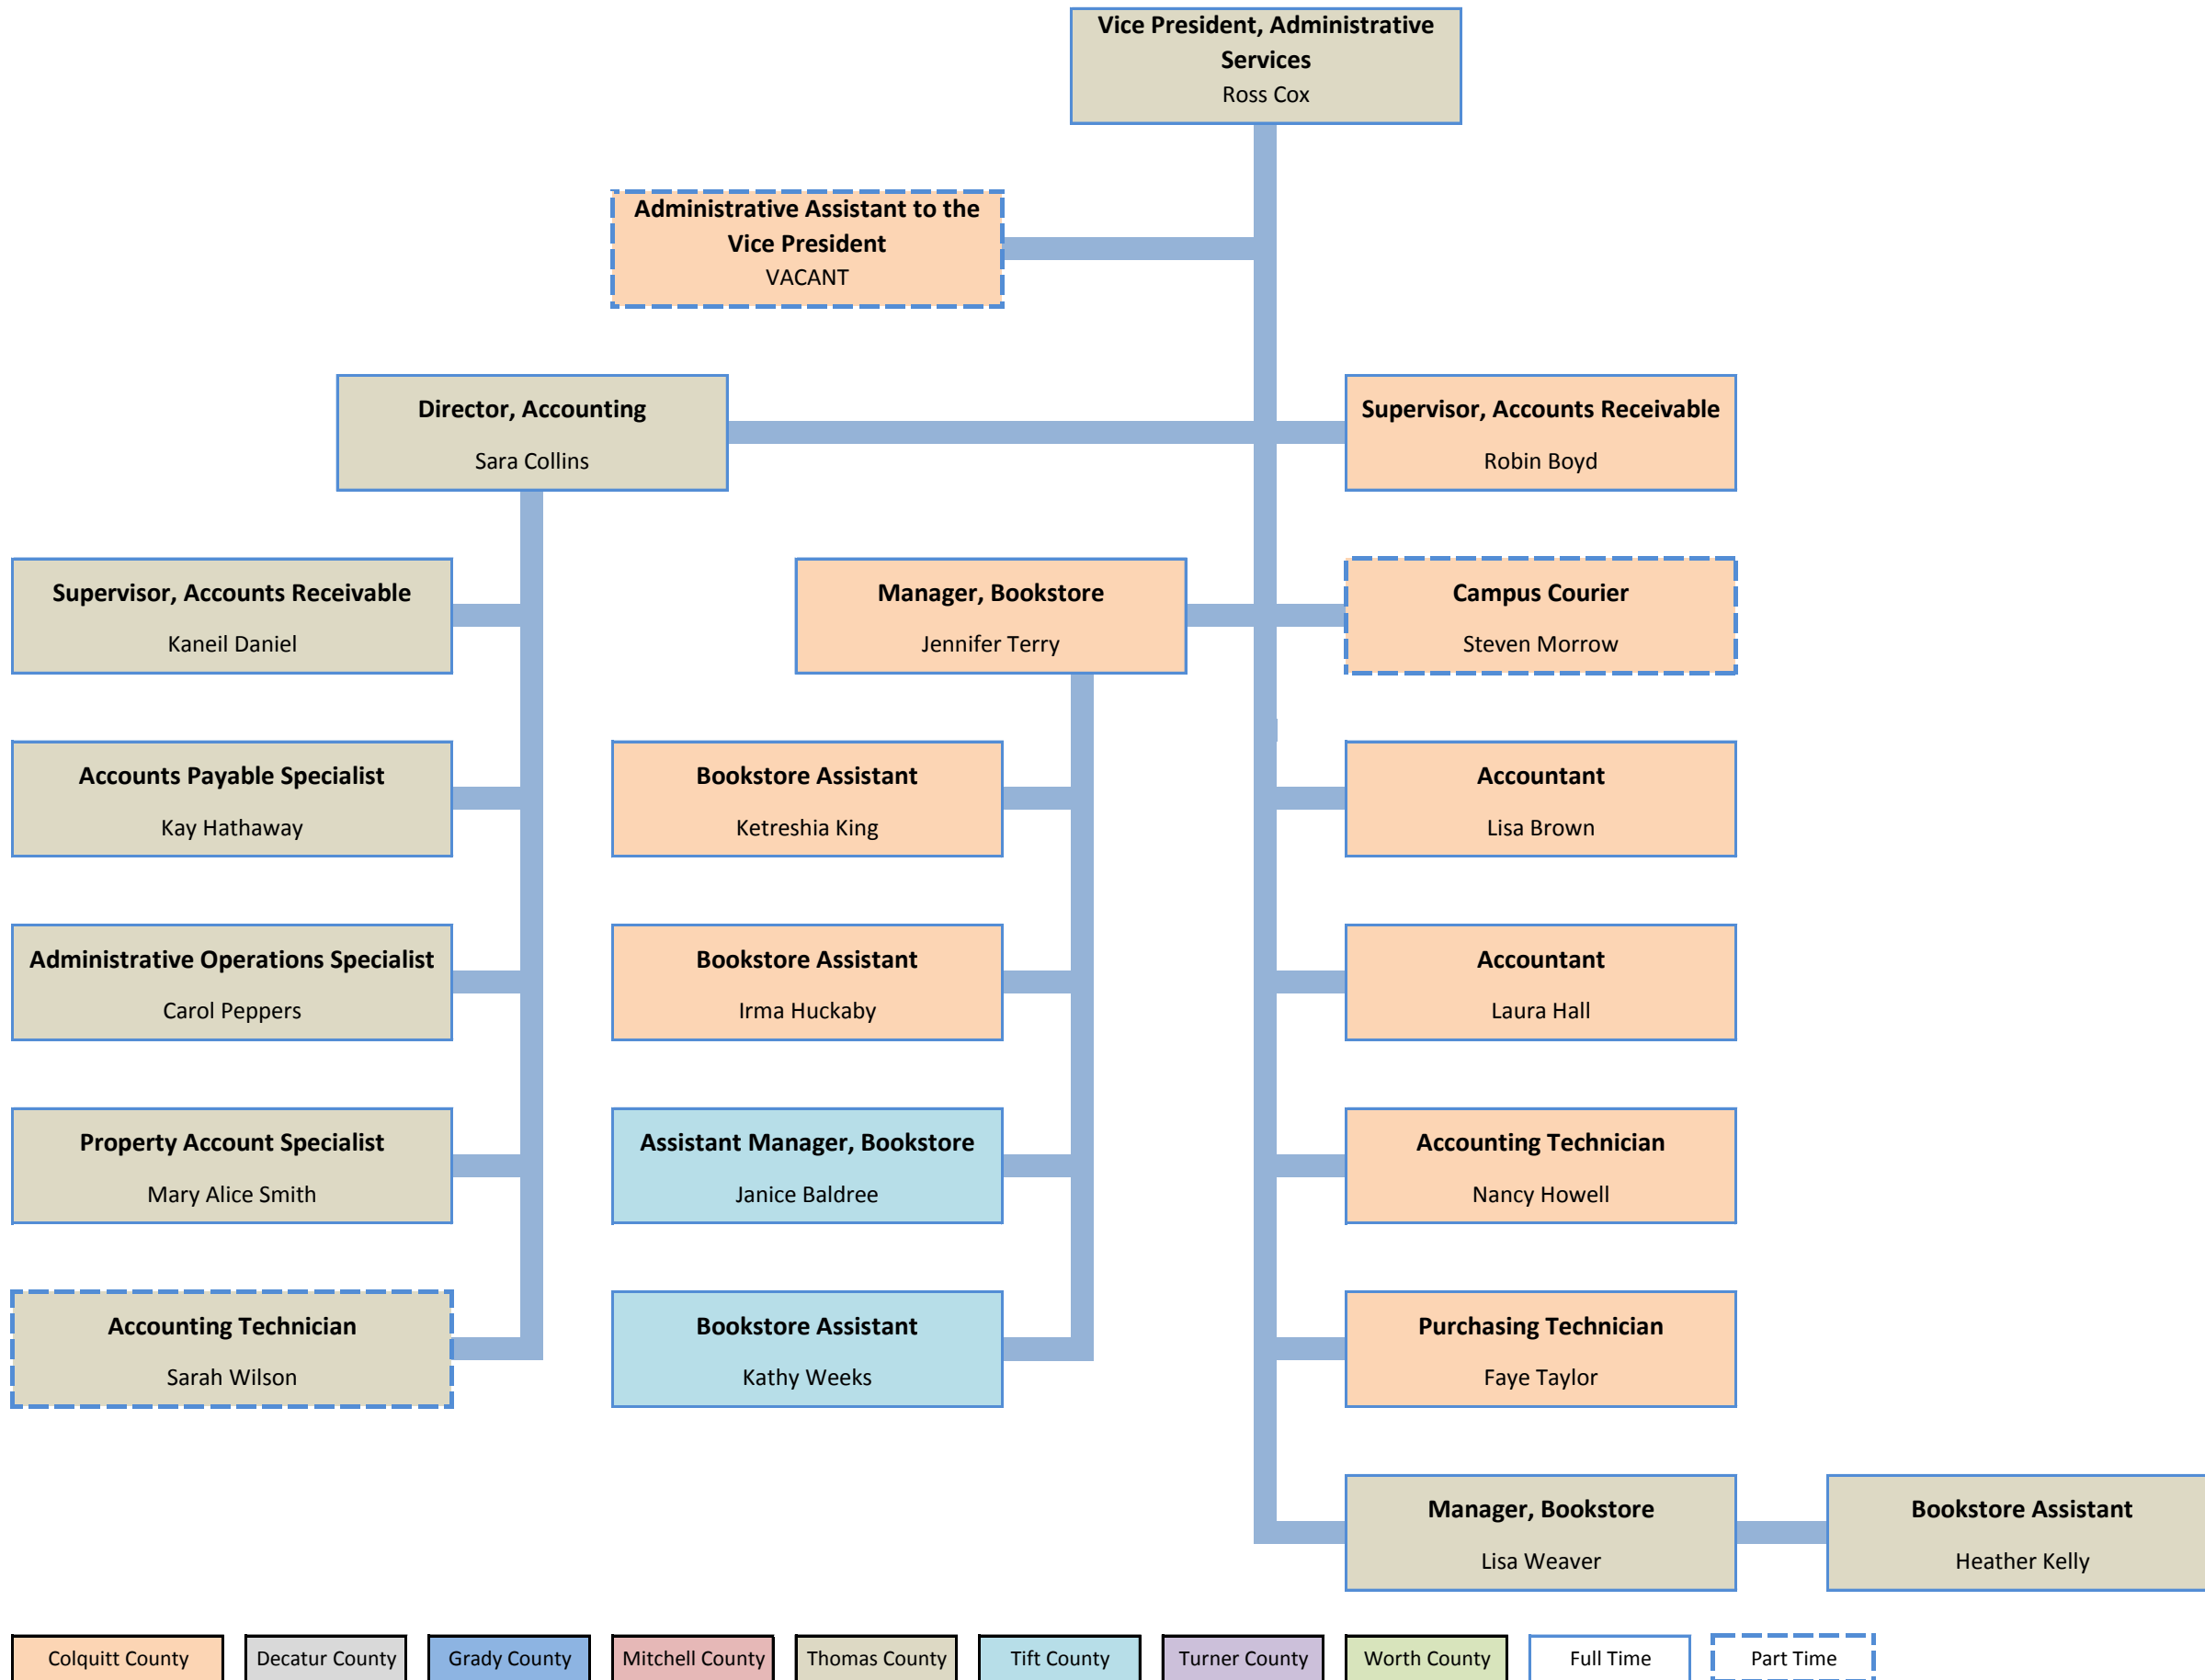 Vice President, Administrative
Services
Ross Cox
Administrative Assistant to the
Vice President
VACANT
Director, Accounting
Sara Collins
Supervisor, Accounts Receivable
Robin Boyd
Supervisor, Accounts Receivable
Kaneil Daniel
Manager, Bookstore
Jennifer Terry
Campus Courier
Steven Morrow
Accounts Payable Specialist
Kay Hathaway
Bookstore Assistant
Ketreshia King
Accountant
Lisa Brown
Administrative Operations Specialist
Carol Peppers
Bookstore Assistant
Irma Huckaby
Accountant
Laura Hall
Property Account Specialist
Mary Alice Smith
Assistant Manager, Bookstore
Janice Baldree
Accounting Technician
Nancy Howell
Accounting Technician
Sarah Wilson
Bookstore Assistant
Kathy Weeks
Purchasing Technician
Faye Taylor
Manager, Bookstore
Lisa Weaver
Bookstore Assistant
Heather Kelly
Colquitt County
Decatur County
Grady County
Mitchell County
Thomas County
Tift County
Turner County
Worth County
Full Time
Part Time